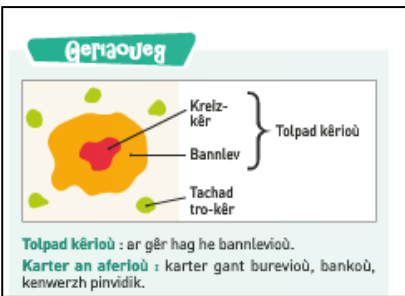 Geriaoueg
Kreiz-
kêr
Tolpad kêrioù
Bannlev
Tachad
tro-kêr
Tolpad kêrioù : ar gêr hag he bannlevioù.
Karter an aferioù : karter gant burevioù, bankoù,
kenwerzh pinvidik.